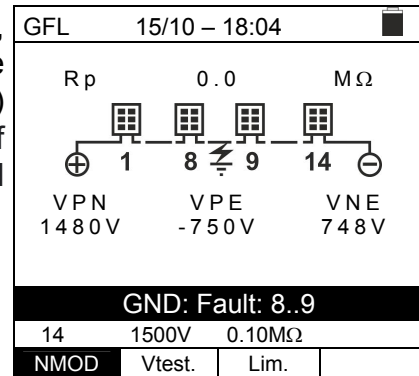 GFL 15/10 – 18:04
Rp 0.0 MΩ
1 8 9 14
VPN VPE VNE
1480V -750V 748V
GND: Fault: 8..9
14 1500V 0.10MΩ
NMOD Vtest. Lim.